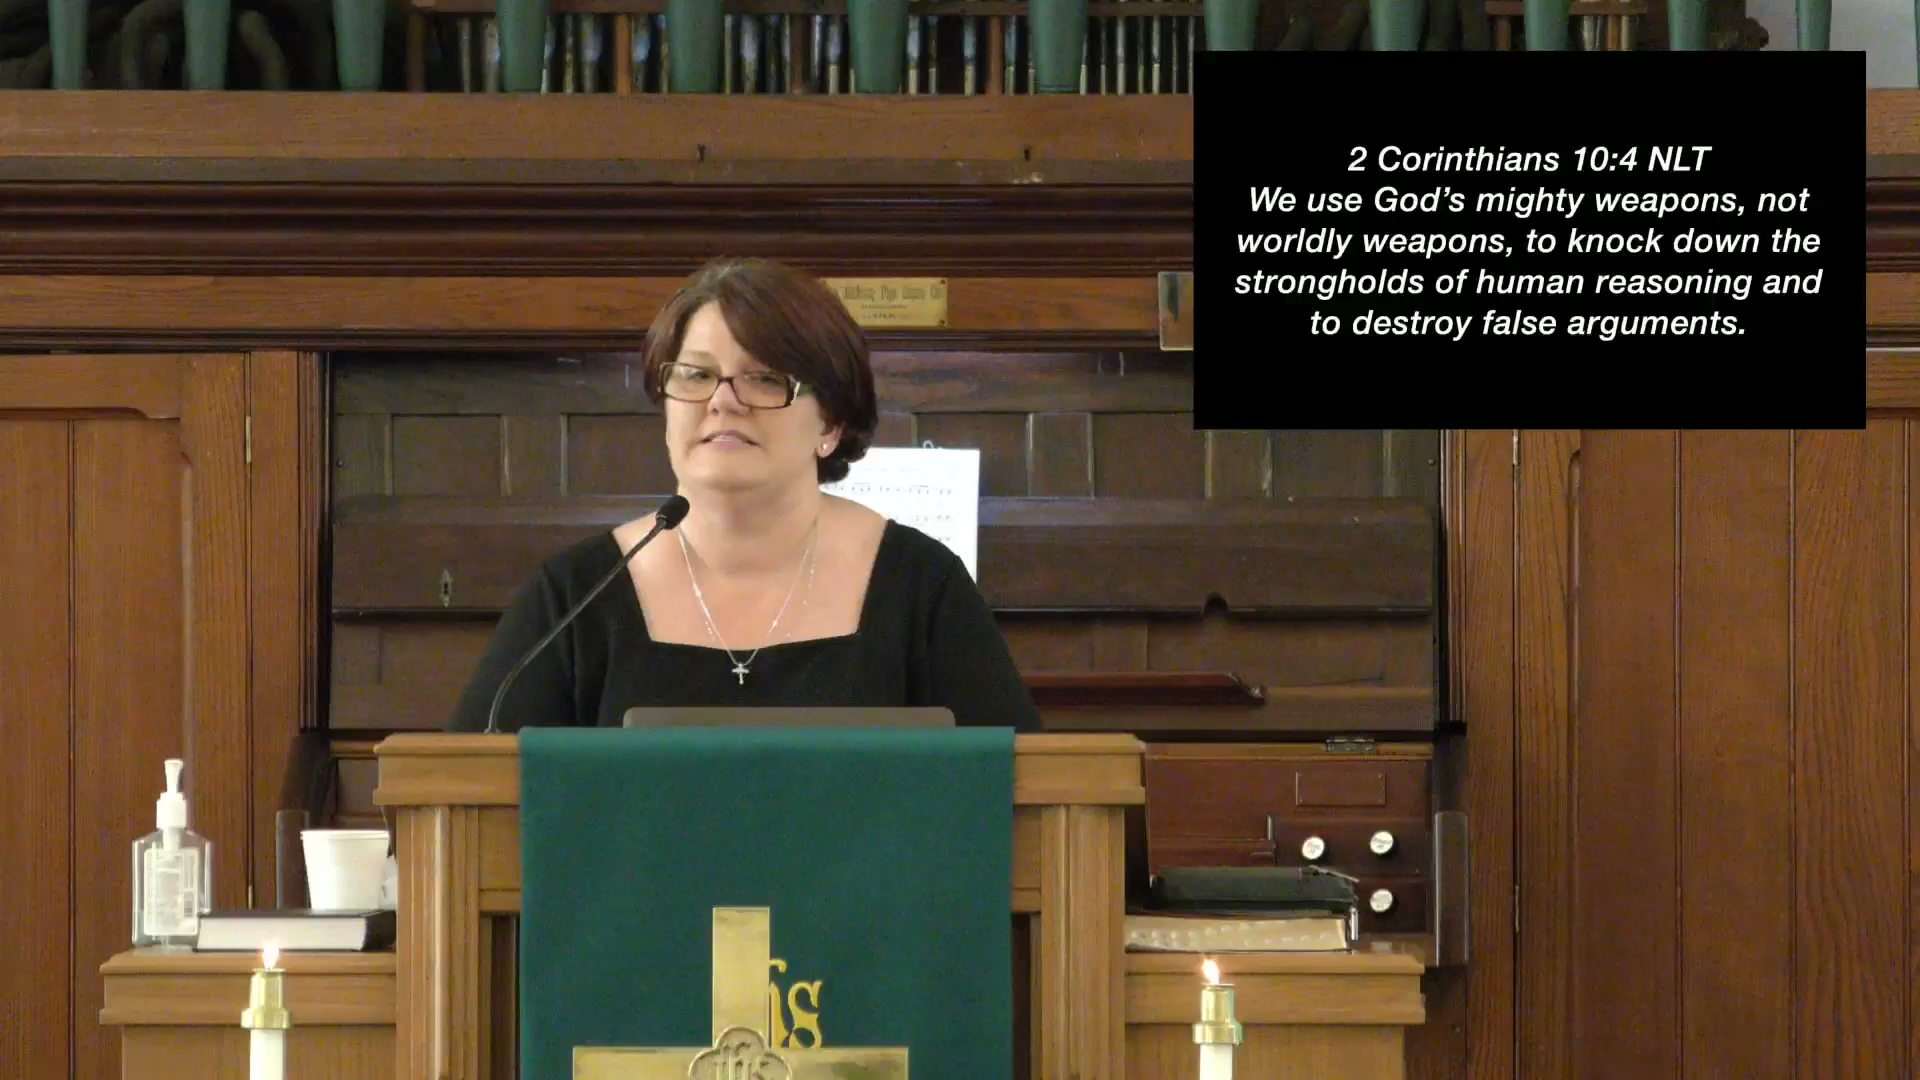 2 Corinthians 10:4 NLT
We use God’s mighty weapons, not
worldly weapons, to knock down the
strongholds of human reasoning and
to destroy false arguments.
ihs